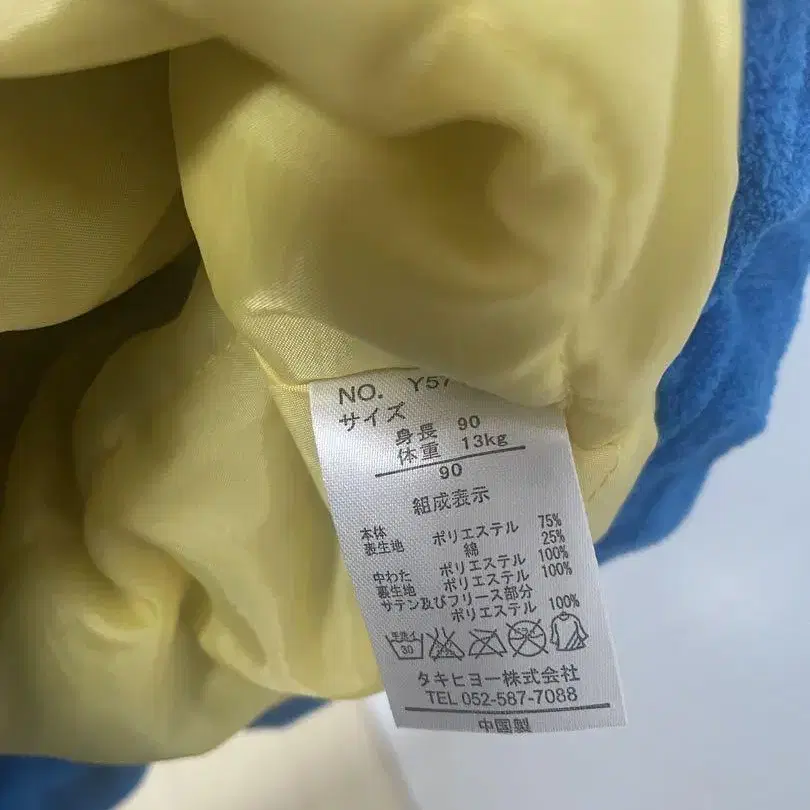 NO. Y57
サイズ
身長 90
体重 13kg
90
組成表示
本体
表生地 ポリエステル 75%
綿 25%
中わた ポリエステル 100%
裏生地 ポリエステル 100%
サテン及びフリース部分
ポリエステル 100%
手洗イ
30
タキヒヨー株式会社
TEL 052-587-7088
中国製